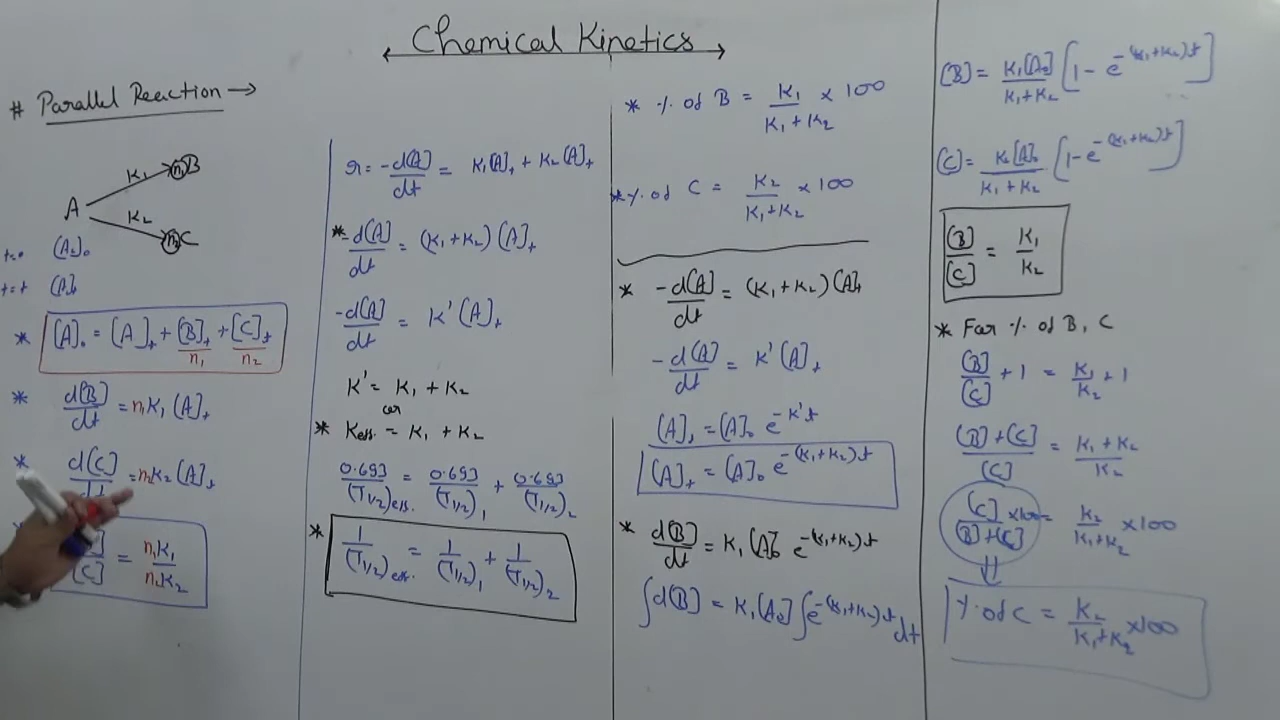 Chemical Kinetics
# Parallel Reaction →
A
K₁
n₁B
K₂
n₂C
t=0 [A]₀
t=t [A]ₜ
* [A]₀ = [A]ₜ + [B]ₜ/n₁ + [C]ₜ/n₂
* d[B]/dt = n₁K₁[A]ₜ
* d[C]/dt = n₂K₂[A]ₜ
[C] = n₁K₁/n₂K₂
r = -d[A]/dt = K₁[A]ₜ + K₂[A]ₜ
* -d[A]/dt = (K₁+K₂)[A]ₜ
-d[A]/dt = K'[A]ₜ
K' = K₁ + K₂
or
* Keff. = K₁ + K₂
0.693/(T1/2)eff. = 0.693/(T1/2)₁ + 0.693/(T1/2)₂
* 1/(T1/2)eff. = 1/(T1/2)₁ + 1/(T1/2)₂
* % of B = K₁/K₁+K₂ × 100
* % of C = K₂/K₁+K₂ × 100
* -d[A]/dt = (K₁+K₂)[A]ₜ
-d[A]/dt = K'[A]ₜ
[A]ₜ = [A]₀ e^-K't
[A]ₜ = [A]₀ e^-(K₁+K₂)t
* d[B]/dt = K₁[A]₀ e^-(K₁+K₂)t
∫d[B] = K₁[A₀]∫e^-(K₁+K₂)t dt
[B] = K₁[A₀]/K₁+K₂ [1-e^-(K₁+K₂)t]
[C] = K₂[A]₀/K₁+K₂ [1-e^-(K₁+K₂)t]
[B]/[C] = K₁/K₂
* For % of B, C
[B]/[C] + 1 = K₁/K₂ + 1
[B]+[C]/[C] = K₁+K₂/K₂
[C]/[B]+[C] ×100 = K₂/K₁+K₂ ×100
⇓
% of C = K₂/K₁+K₂ ×100